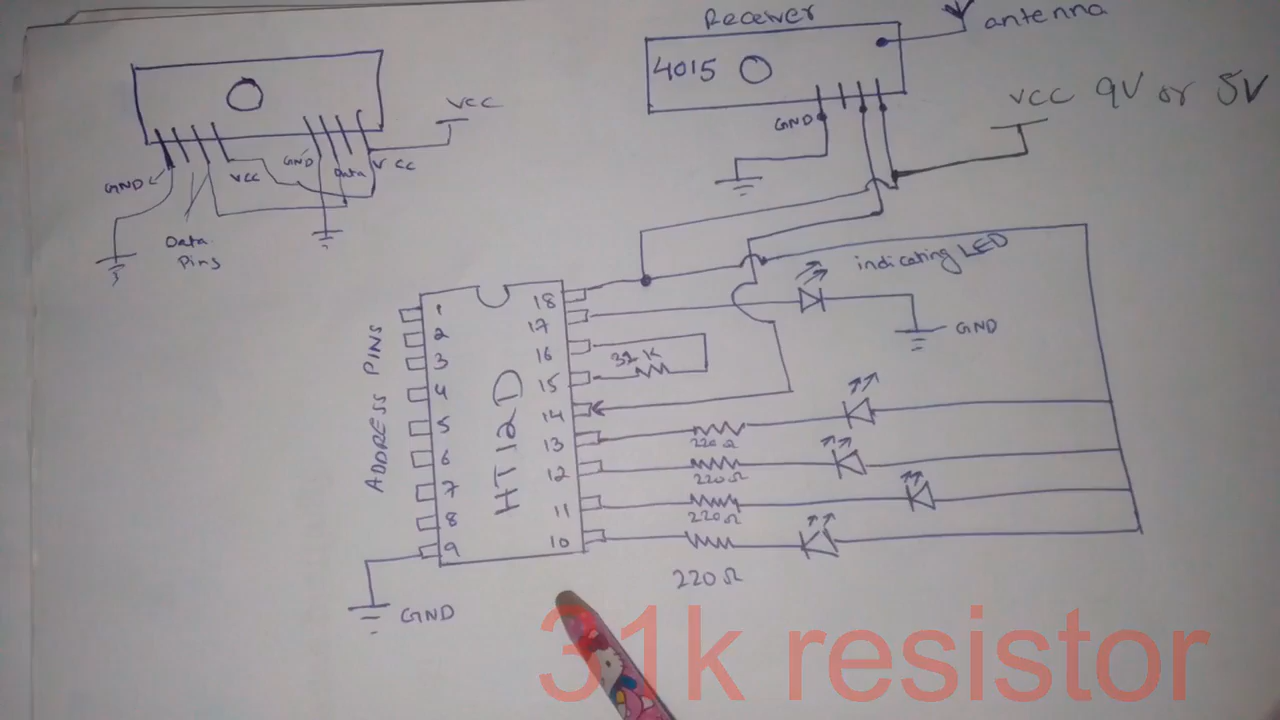 Receiver
antenna
4015
VCC 9V or 5V
GND
VCC
GND
VCC
GND
Data
VCC
Data
Pins
indicating LED
GND
ADDRESS PINS
HT12D
1
2
3
4
5
6
7
8
9
18
17
16
15
14
13
12
11
10
220Ω
220Ω
220Ω
220Ω
GND
31k resistor